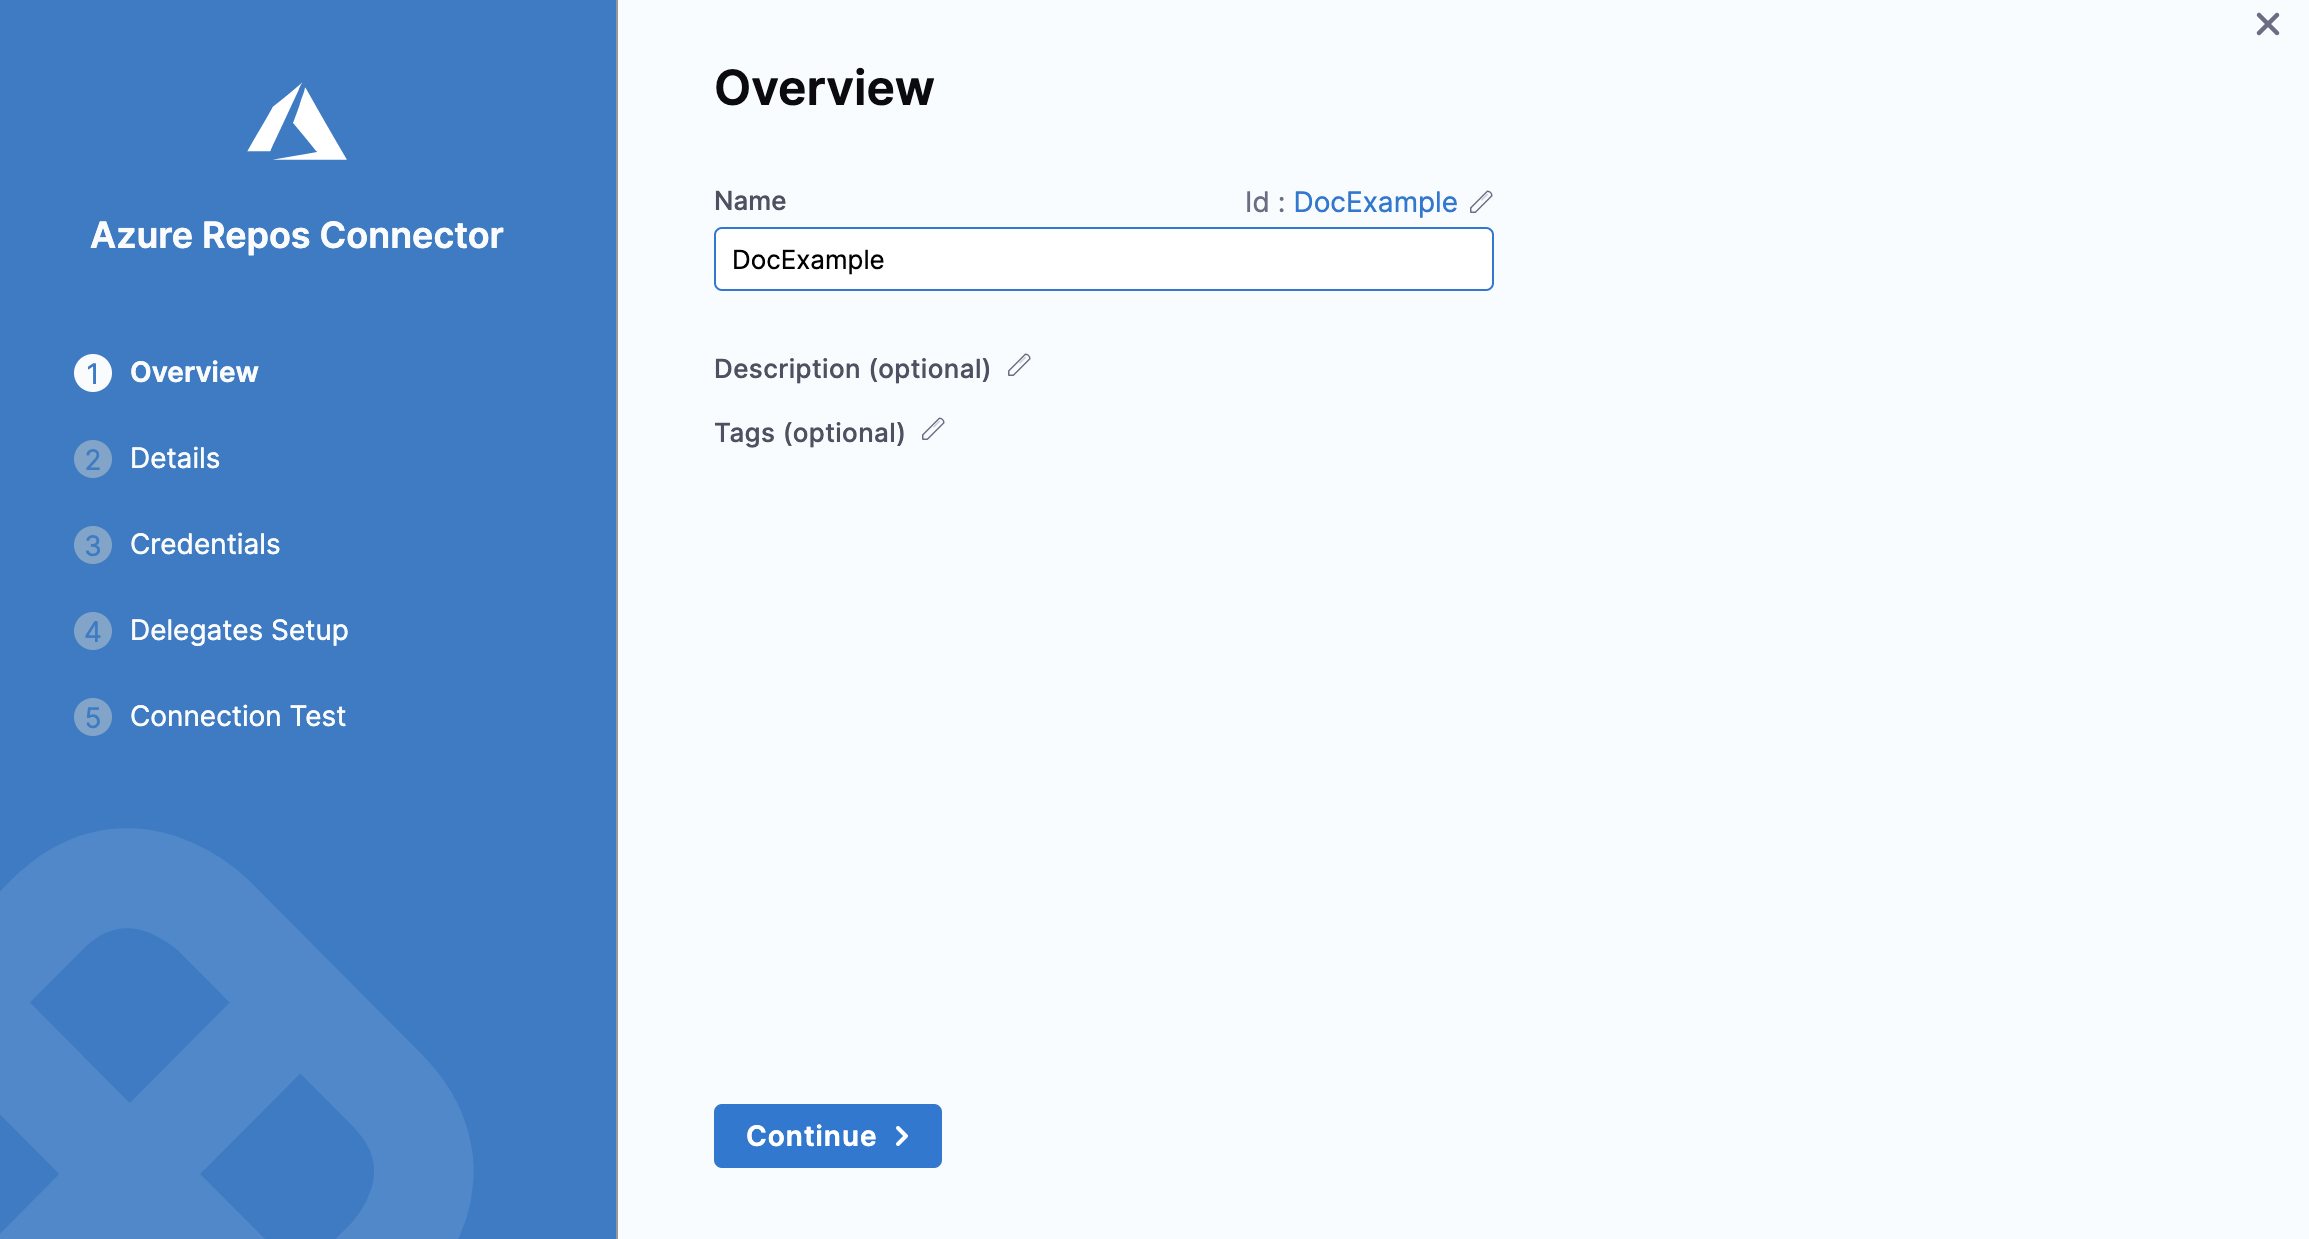 Azure Repos Connector
1 Overview
2 Details
3 Credentials
4 Delegates Setup
5 Connection Test
Overview
Name Id : DocExample
DocExample
Description (optional)
Tags (optional)
Continue